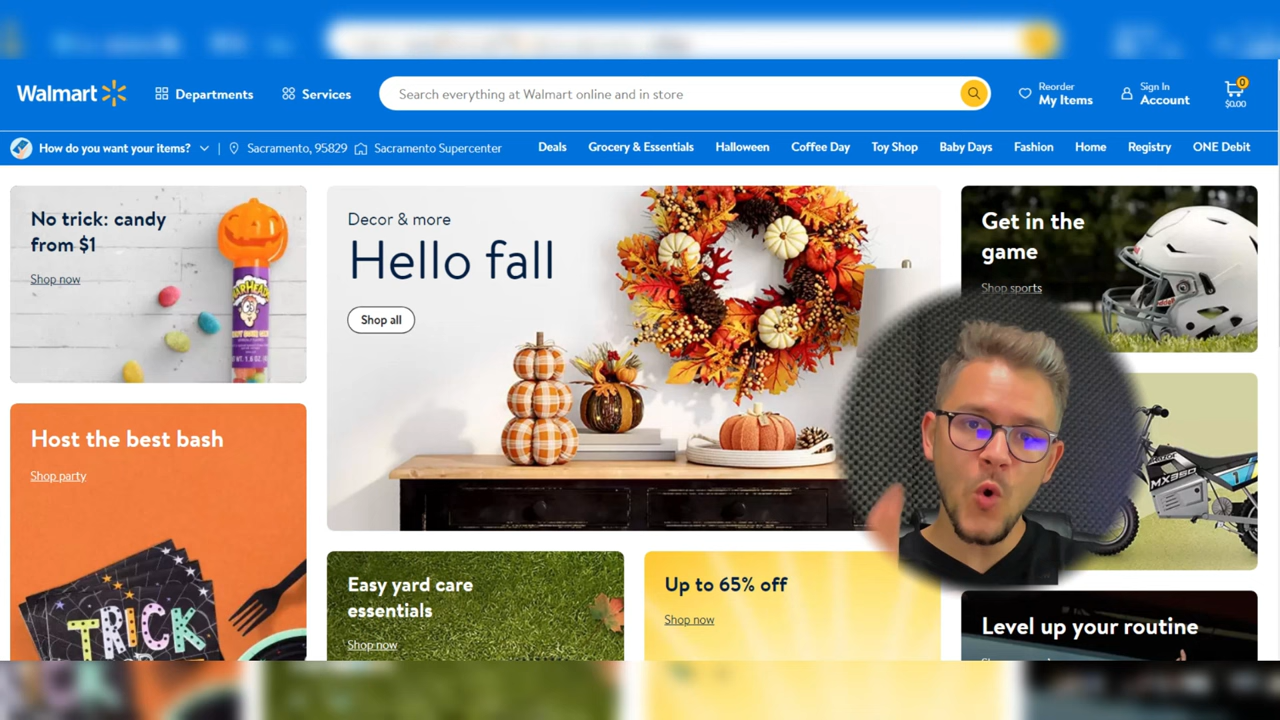 Walmart
Departments
Services
Search everything at Walmart online and in store
Reorder
My Items
Sign In
Account
0
$0.00
How do you want your items?
Sacramento, 95829
Sacramento Supercenter
Deals
Grocery & Essentials
Halloween
Coffee Day
Toy Shop
Baby Days
Fashion
Home
Registry
ONE Debit
No trick: candy
from $1
Shop now
WARHEADS
Decor & more
Hello fall
Shop all
Get in the
game
Shop sports
Host the best bash
Shop party
TRICK
MX350
Easy yard care
essentials
Shop now
Up to 65% off
Shop now
Level up your routine